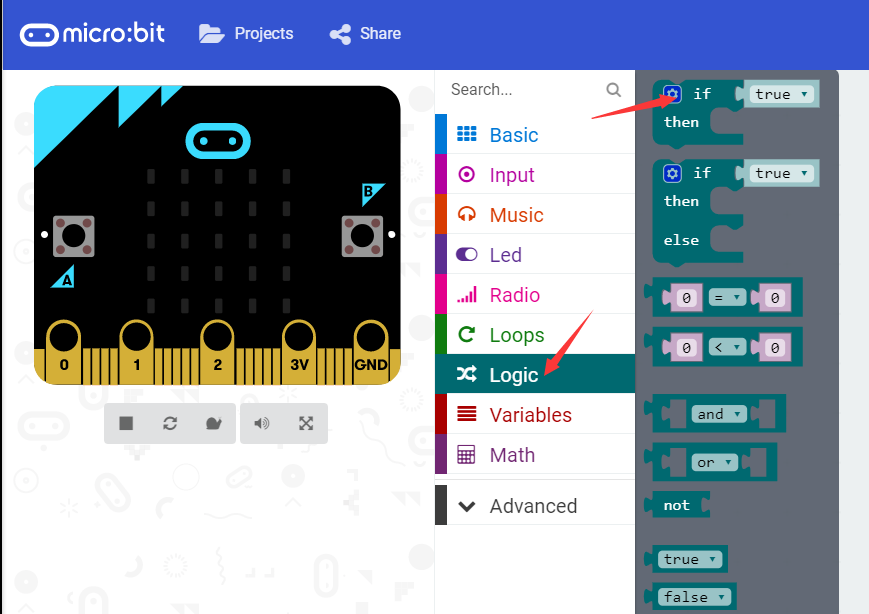 micro:bit
Projects
Share
Search...
Basic
Input
Music
Led
Radio
Loops
Logic
Variables
Math
Advanced
B
A
0
1
2
3V
GND
if
true
then
if
true
then
else
0 = 0
0 < 0
and
or
not
true
false